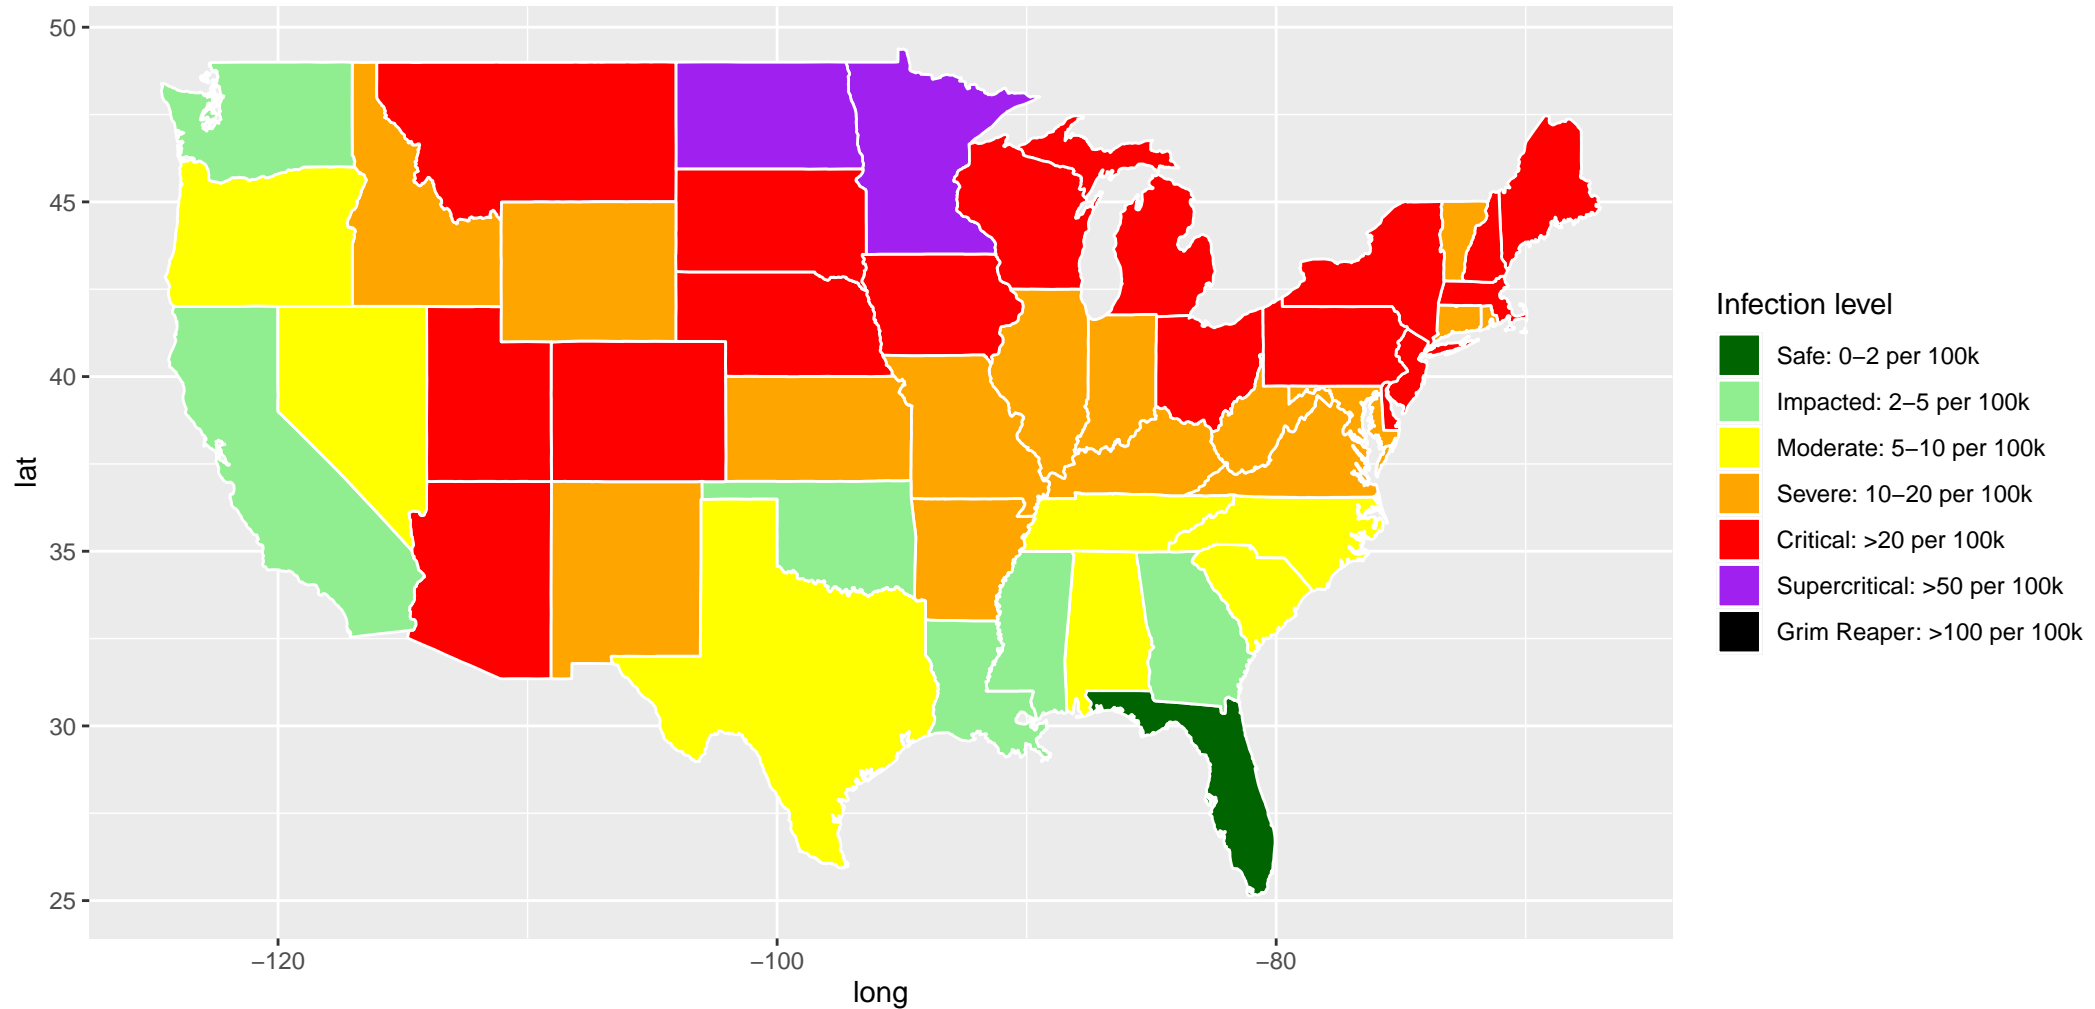 50
45
40
35
30
25
lat
−120
−100
−80
long
Infection level
Safe: 0−2 per 100k
Impacted: 2−5 per 100k
Moderate: 5−10 per 100k
Severe: 10−20 per 100k
Critical: >20 per 100k
Supercritical: >50 per 100k
Grim Reaper: >100 per 100k